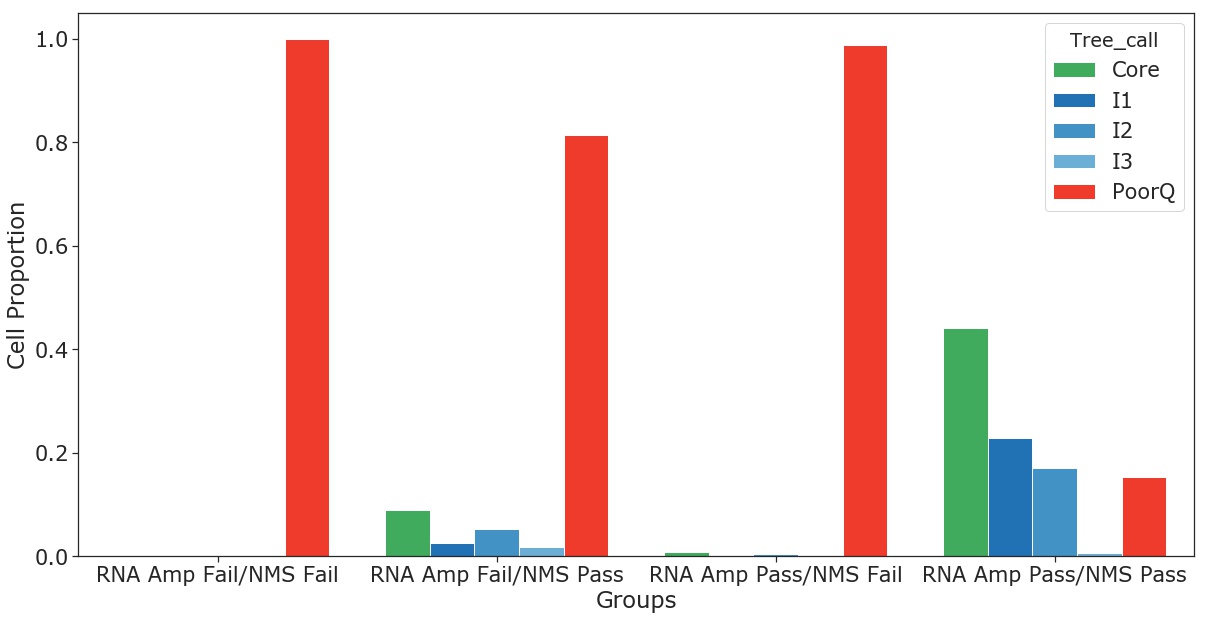 Tree_call
Core
I1
I2
I3
PoorQ
1.0
0.8
0.6
0.4
0.2
0.0
Cell Proportion
RNA Amp Fail/NMS Fail
RNA Amp Fail/NMS Pass
RNA Amp Pass/NMS Fail
RNA Amp Pass/NMS Pass
Groups